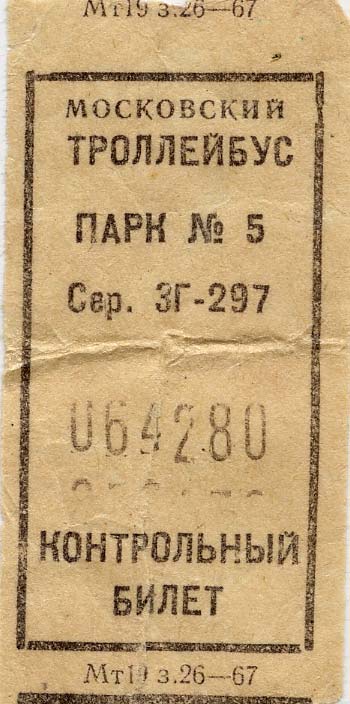 Мт19 з.26—67
МОСКОВСКИЙ
ТРОЛЛЕЙБУС
ПАРК № 5
Сер. ЗГ-297
064280
КОНТРОЛЬНЫЙ
БИЛЕТ
Мт19 з.26—67